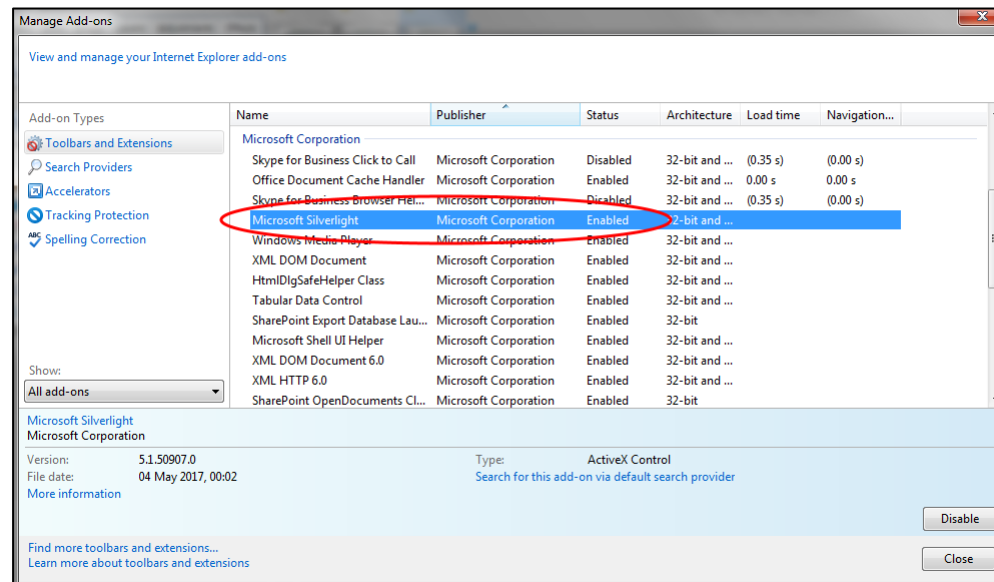 Manage Add-ons
X
View and manage your Internet Explorer add-ons
Add-on Types
Toolbars and Extensions
Search Providers
Accelerators
Tracking Protection
ABC Spelling Correction
Show:
All add-ons
Name Publisher Status Architecture Load time Navigation...
Microsoft Corporation
Skype for Business Click to Call Microsoft Corporation Disabled 32-bit and ... (0.35 s) (0.00 s)
Office Document Cache Handler Microsoft Corporation Enabled 32-bit and ... 0.00 s 0.00 s
Skype for Business Browser Hel... Microsoft Corporation Disabled 32-bit and ... (0.35 s) (0.00 s)
Microsoft Silverlight Microsoft Corporation Enabled 32-bit and ...
Windows Media Player Microsoft Corporation Enabled 32-bit and ...
XML DOM Document Microsoft Corporation Enabled 32-bit and ...
HtmlDlgSafeHelper Class Microsoft Corporation Enabled 32-bit and ...
Tabular Data Control Microsoft Corporation Enabled 32-bit and ...
SharePoint Export Database Lau... Microsoft Corporation Enabled 32-bit
Microsoft Shell UI Helper Microsoft Corporation Enabled 32-bit and ...
XML DOM Document 6.0 Microsoft Corporation Enabled 32-bit and ...
XML HTTP 6.0 Microsoft Corporation Enabled 32-bit and ...
SharePoint OpenDocuments Cl... Microsoft Corporation Enabled 32-bit
Microsoft Silverlight
Microsoft Corporation
Version: 5.1.50907.0 Type: ActiveX Control
File date: 04 May 2017, 00:02 Search for this add-on via default search provider
More information
Disable
Find more toolbars and extensions...
Learn more about toolbars and extensions
Close